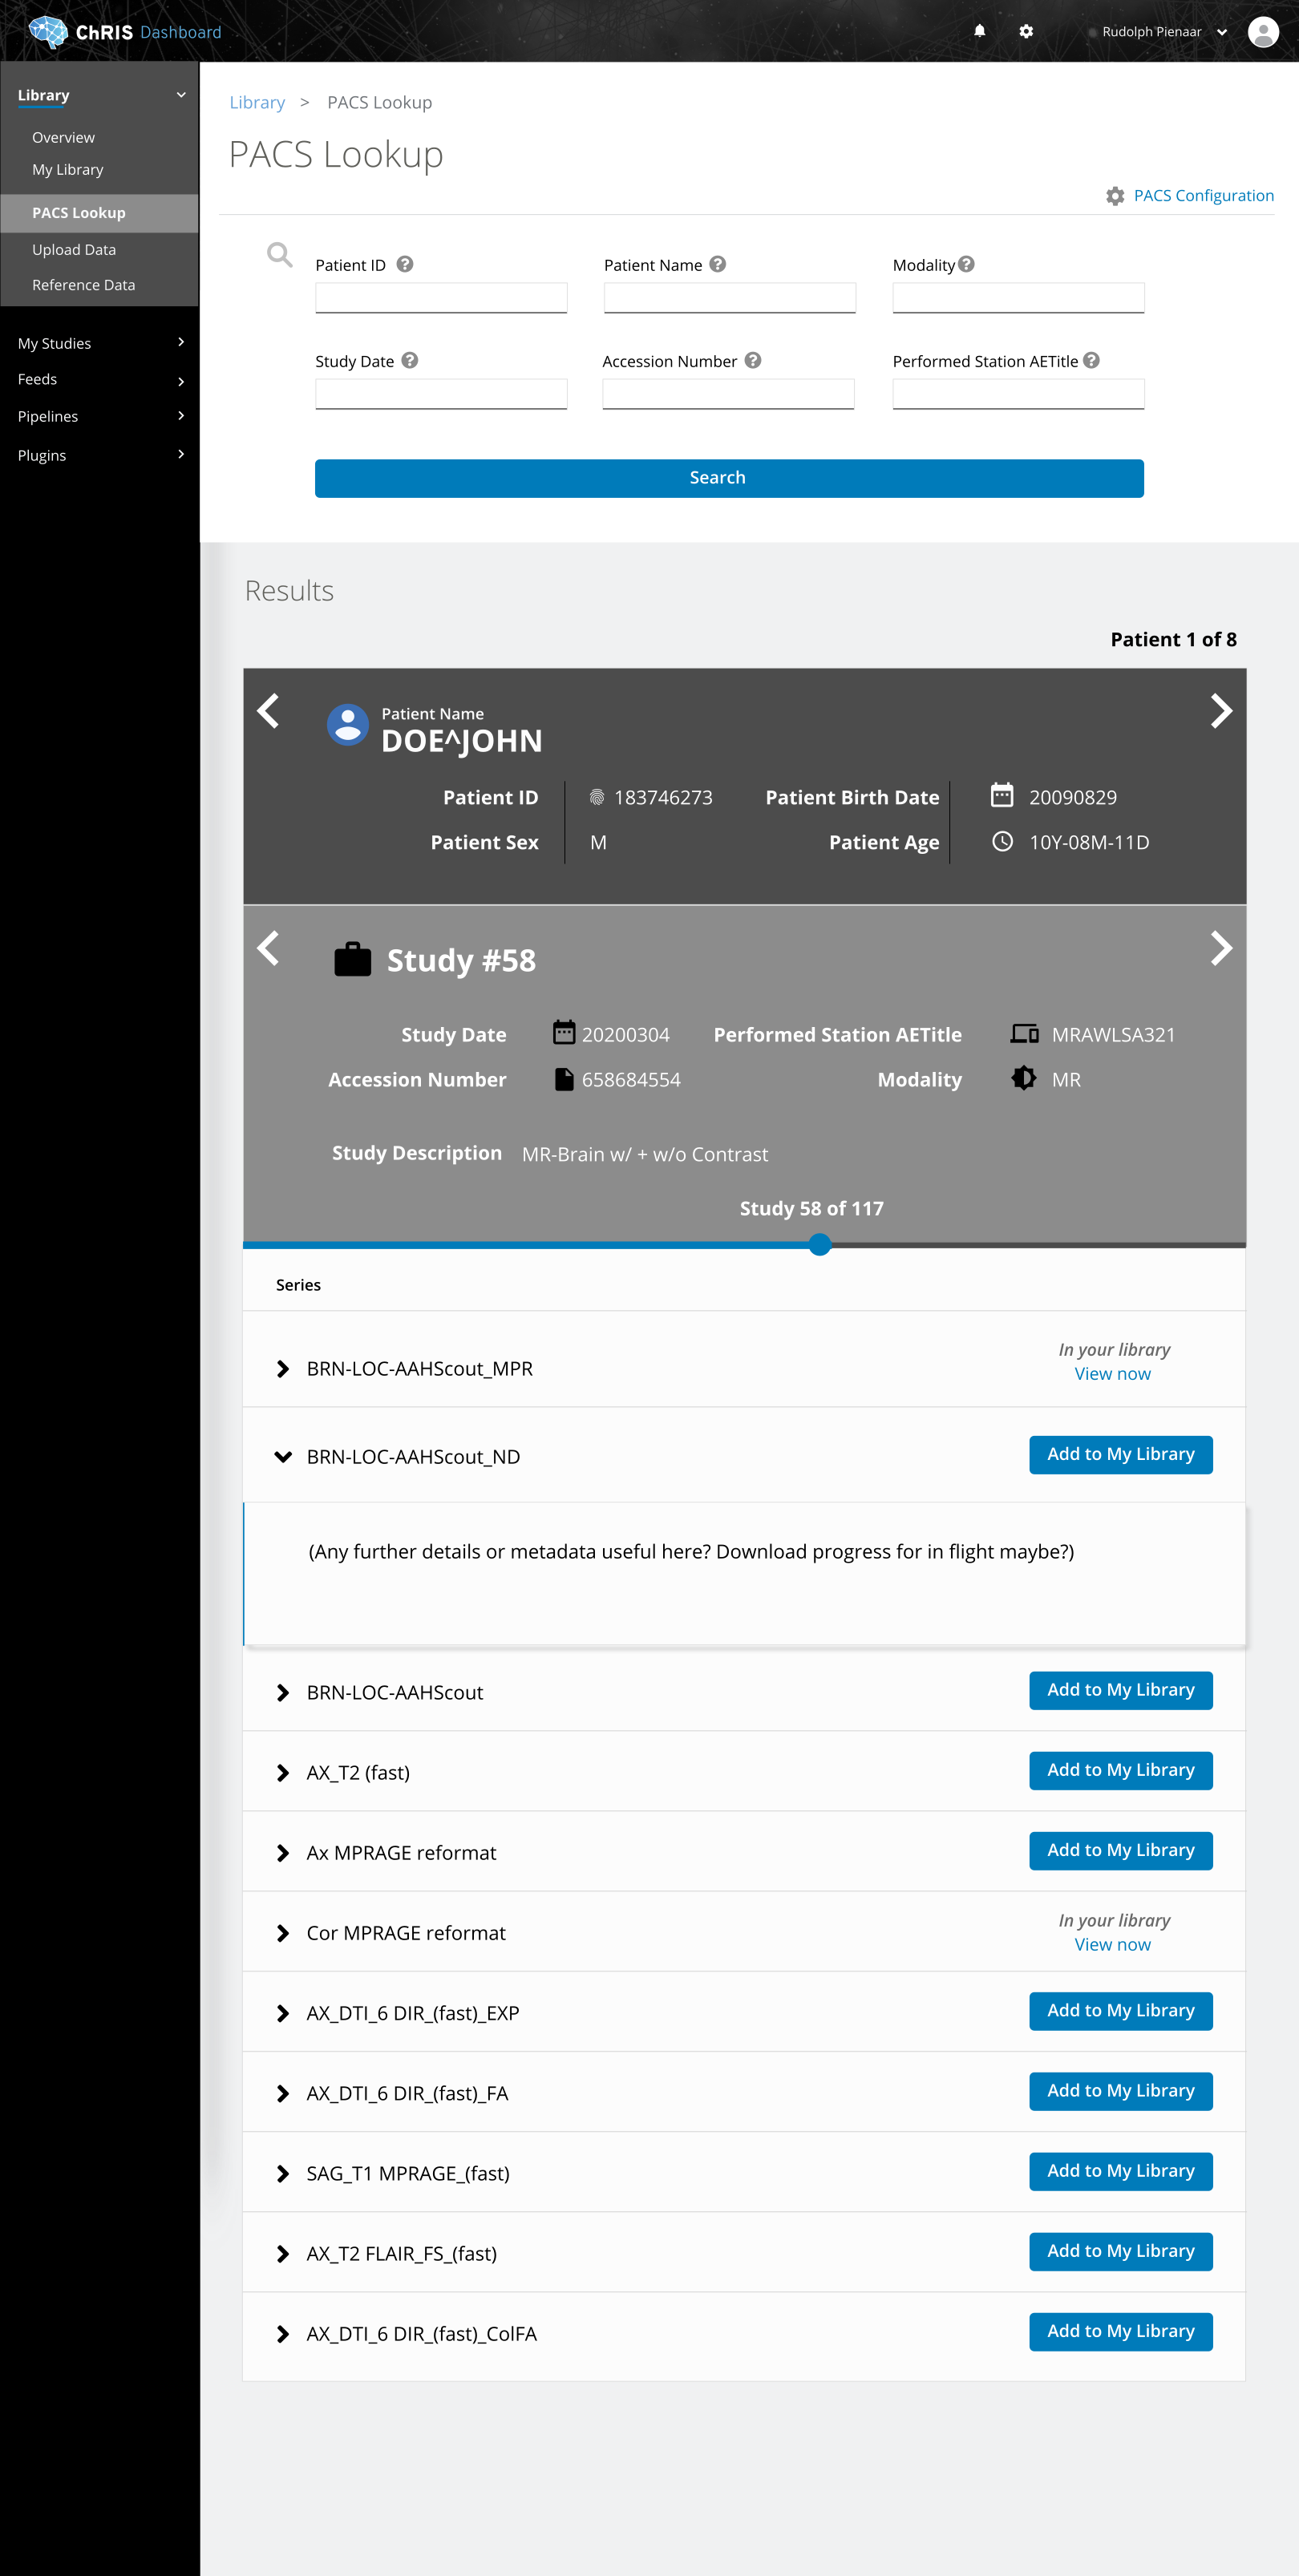 ChRIS Dashboard
Rudolph Pienaar
Library
Overview
My Library
PACS Lookup
Upload Data
Reference Data
My Studies
Feeds
Pipelines
Plugins
Library > PACS Lookup
PACS Lookup
PACS Configuration
Patient ID Patient Name Modality
Study Date Accession Number Performed Station AETitle
Search
Results
Patient 1 of 8
Patient Name
DOE^JOHN
Patient ID 183746273 Patient Birth Date 20090829
Patient Sex M Patient Age 10Y-08M-11D
Study #58
Study Date 20200304 Performed Station AETitle MRAWLSA321
Accession Number 658684554 Modality MR
Study Description MR-Brain w/ + w/o Contrast
Study 58 of 117
Series
BRN-LOC-AAHScout_MPR
In your library
View now
BRN-LOC-AAHScout_ND Add to My Library
(Any further details or metadata useful here? Download progress for in flight maybe?)
BRN-LOC-AAHScout Add to My Library
AX_T2 (fast) Add to My Library
Ax MPRAGE reformat Add to My Library
Cor MPRAGE reformat
In your library
View now
AX_DTI_6 DIR_(fast)_EXP Add to My Library
AX_DTI_6 DIR_(fast)_FA Add to My Library
SAG_T1 MPRAGE_(fast) Add to My Library
AX_T2 FLAIR_FS_(fast) Add to My Library
AX_DTI_6 DIR_(fast)_ColFA Add to My Library